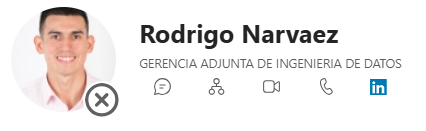 Rodrigo Narvaez
GERENCIA ADJUNTA DE INGENIERIA DE DATOS
in